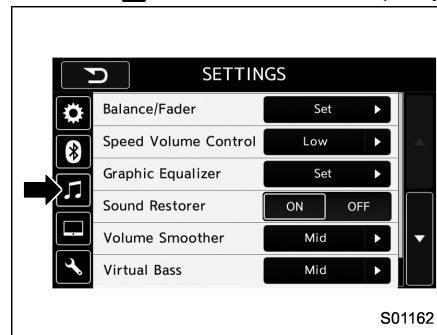 SETTINGS
Balance/Fader Set
Speed Volume Control Low
Graphic Equalizer Set
Sound Restorer ON OFF
Volume Smoother Mid
Virtual Bass Mid
S01162